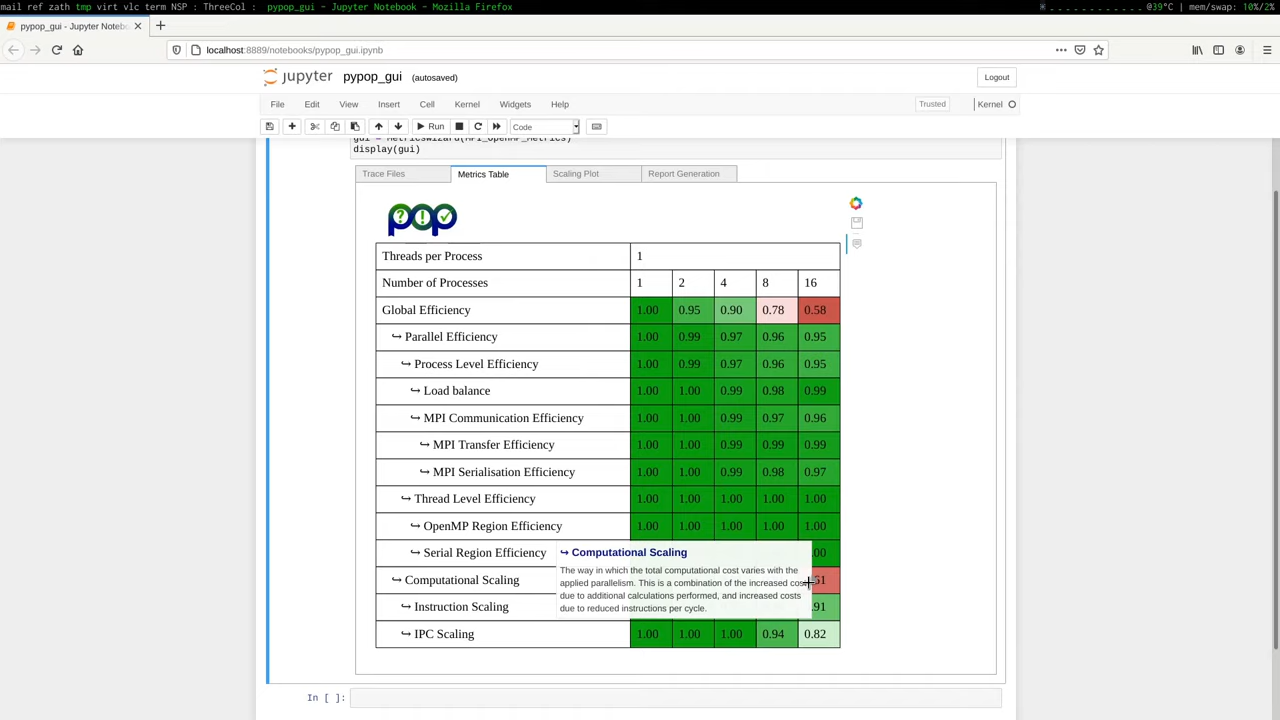 mail ref zath tmp virt vlc term NSP : ThreeCol : pypop_gui - Jupyter Notebook - Mozilla Firefox
@39°C | mem/swap: 10%/2%
pypop_gui - Jupyter Noteb
localhost:8889/notebooks/pypop_gui.ipynb
jupyter pypop_gui (autosaved) Logout
File Edit View Insert Cell Kernel Widgets Help Trusted Kernel
Run Code
gui = MetricsWizard(MPI_OpenMP_Metrics)
display(gui)
Trace Files Metrics Table Scaling Plot Report Generation
pop
Threads per Process 1
Number of Processes 1 2 4 8 16
Global Efficiency 1.00 0.95 0.90 0.78 0.58
↪ Parallel Efficiency 1.00 0.99 0.97 0.96 0.95
↪ Process Level Efficiency 1.00 0.99 0.97 0.96 0.95
↪ Load balance 1.00 1.00 0.99 0.98 0.99
↪ MPI Communication Efficiency 1.00 1.00 0.99 0.97 0.96
↪ MPI Transfer Efficiency 1.00 1.00 0.99 0.99 0.99
↪ MPI Serialisation Efficiency 1.00 1.00 0.99 0.98 0.97
↪ Thread Level Efficiency 1.00 1.00 1.00 1.00 1.00
↪ OpenMP Region Efficiency 1.00 1.00 1.00 1.00 1.00
↪ Serial Region Efficiency .00
↪ Computational Scaling 61
↪ Instruction Scaling .91
↪ IPC Scaling 1.00 1.00 1.00 0.94 0.82
↪ Computational Scaling
The way in which the total computational cost varies with the
applied parallelism. This is a combination of the increased cost
due to additional calculations performed, and increased costs
due to reduced instructions per cycle.
In [ ]: